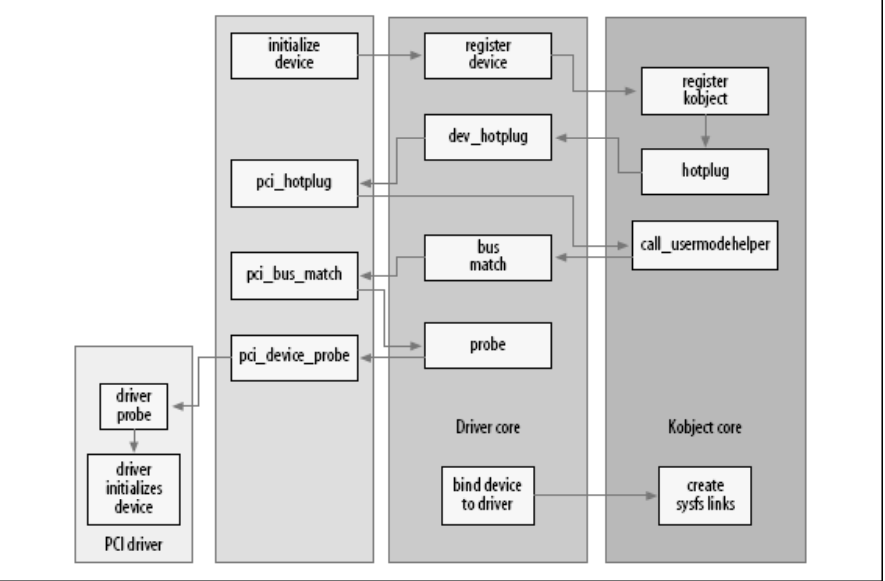 initialize
device
register
device
register
kobject
dev_hotplug
hotplug
pci_hotplug
call_usermodehelper
bus
match
pci_bus_match
probe
pci_device_probe
driver
probe
Driver core
Kobject core
driver
initializes
device
bind device
to driver
create
sysfs links
PCI driver